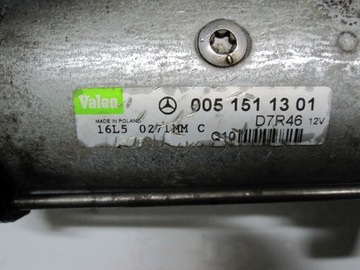 Valeo 005 151 13 01
MADE IN POLAND D7R46 12V
16L5 0271MM C Q10